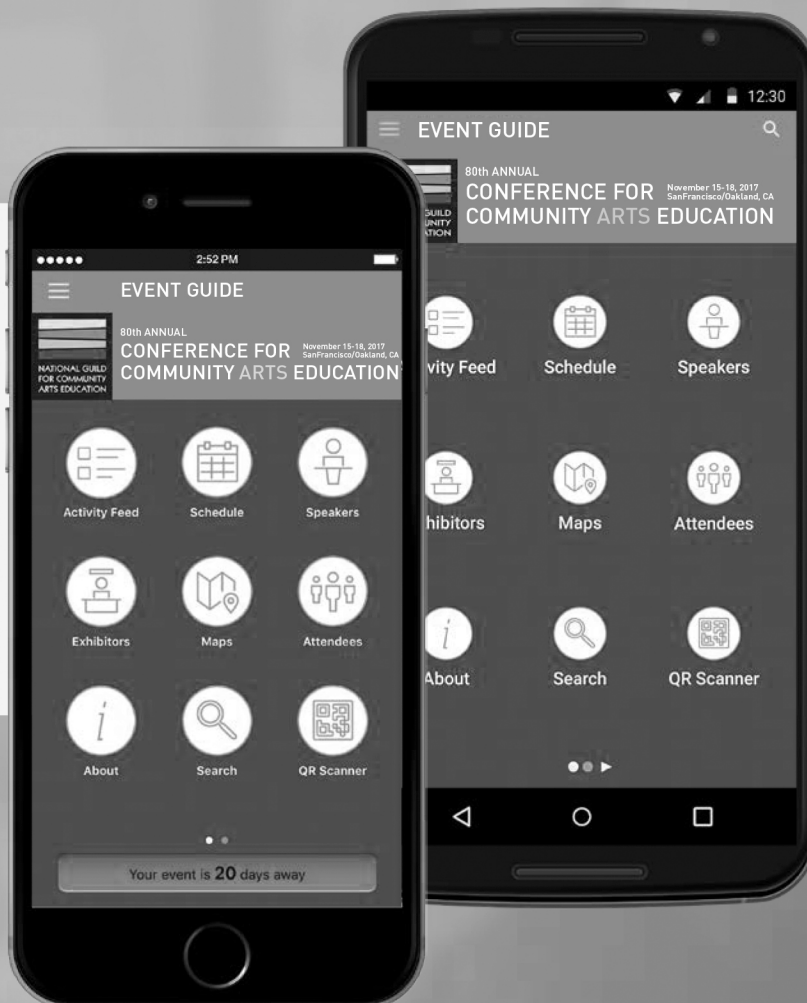 2:52 PM
EVENT GUIDE
NATIONAL GUILD
FOR COMMUNITY
ARTS EDUCATION
80th ANNUAL
CONFERENCE FOR
November 15-18, 2017
SanFrancisco/Oakland, CA
COMMUNITY ARTS EDUCATION
Activity Feed
Schedule
Speakers
Exhibitors
Maps
Attendees
About
Search
QR Scanner
Your event is 20 days away
12:30
EVENT GUIDE
GUILD
UNITY
ATION
80th ANNUAL
CONFERENCE FOR
November 15-18, 2017
SanFrancisco/Oakland, CA
COMMUNITY ARTS EDUCATION
vity Feed
Schedule
Speakers
hibitors
Maps
Attendees
About
Search
QR Scanner